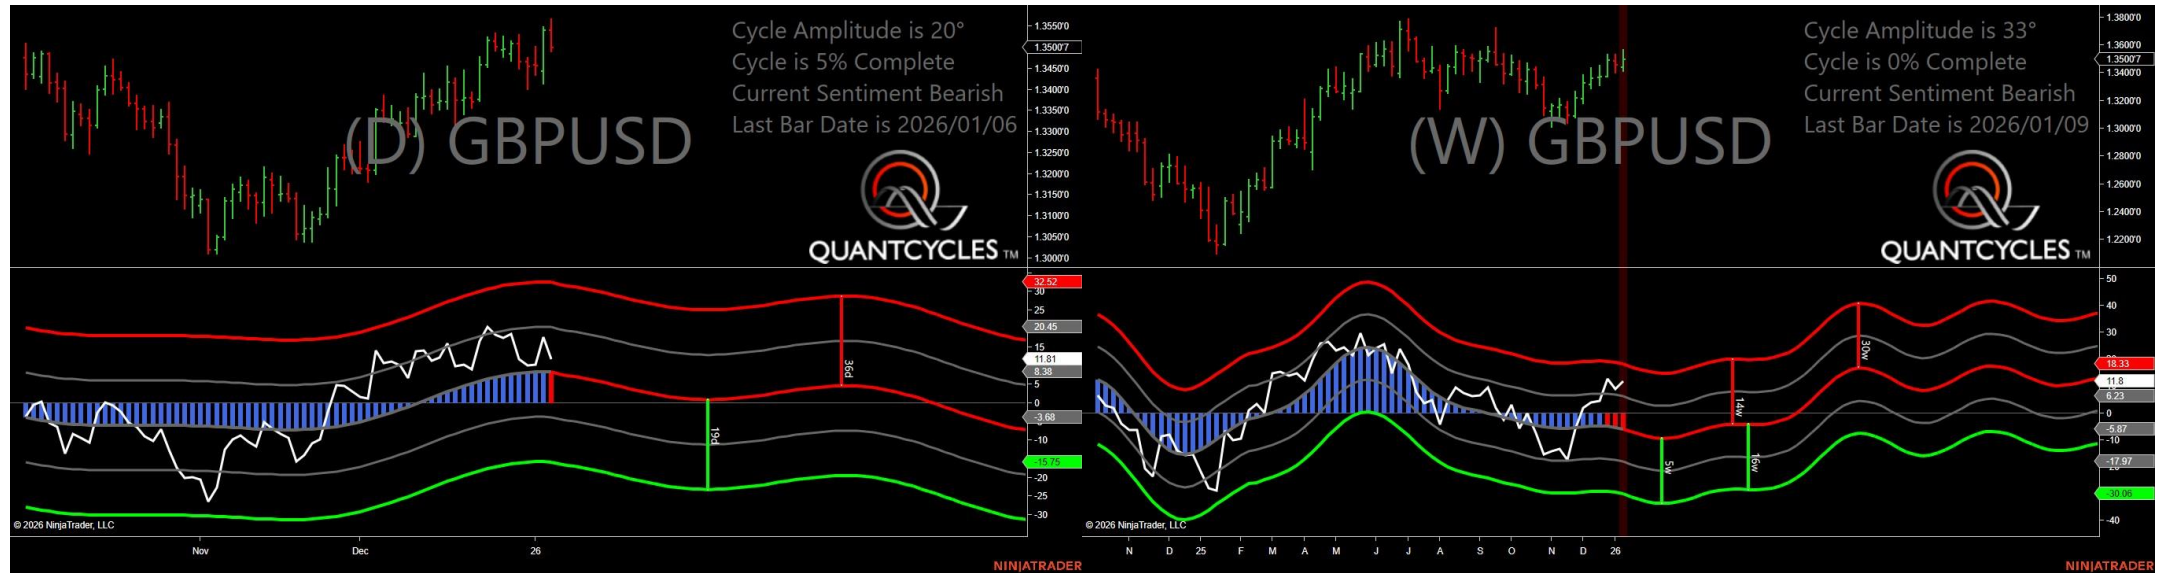 Cycle Amplitude is 20°
Cycle is 5% Complete
Current Sentiment Bearish
Last Bar Date is 2026/01/06
(D) GBPUSD
QUANTCYCLES TM
1.3550'0
1.3500'7
1.3450'0
1.3400'0
1.3350'0
1.3300'0
1.3250'0
1.3200'0
1.3150'0
1.3100'0
1.3050'0
1.3000'0
32.52
30
25
20.45
15
11.81
8.38
5
0
-3.68
-10
-15.75
-20
-25
-30
36d
19d
© 2026 NinjaTrader, LLC
Nov
Dec
26
NINJATRADER
Cycle Amplitude is 33°
Cycle is 0% Complete
Current Sentiment Bearish
Last Bar Date is 2026/01/09
(W) GBPUSD
QUANTCYCLES TM
1.3800'0
1.3600'0
1.3500'7
1.3400'0
1.3200'0
1.3000'0
1.2800'0
1.2600'0
1.2400'0
1.2200'0
50
40
30
18.33
11.8
6.23
0
-5.87
-10
-17.97
-30.06
-40
30w
14w
5w
16w
© 2026 NinjaTrader, LLC
N D 25 F M A M J J A S O N D 26
NINJATRADER